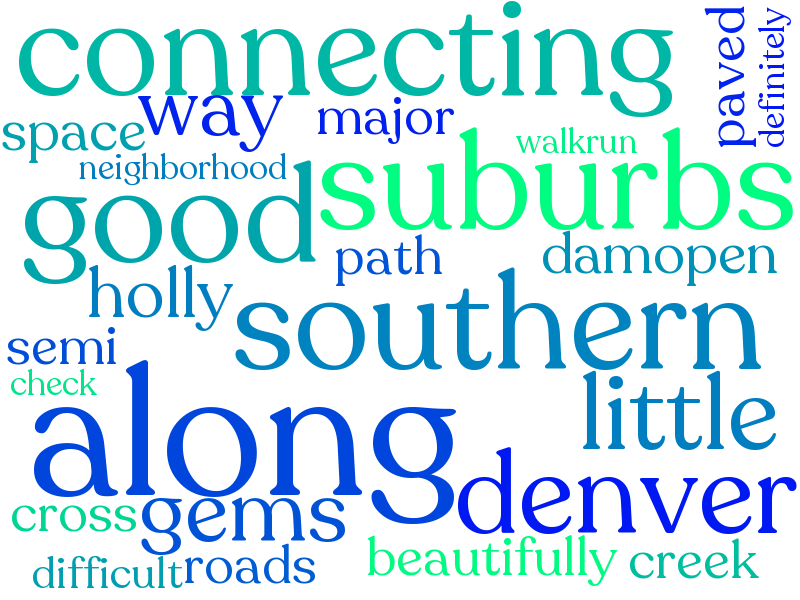 connecting
paved
definitely
way
major
space
walkrun
neighborhood
suburbs
good
path
damopen
holly
southern
semi
check
little
along
denver
cross
gems
beautifully
creek
difficult
roads